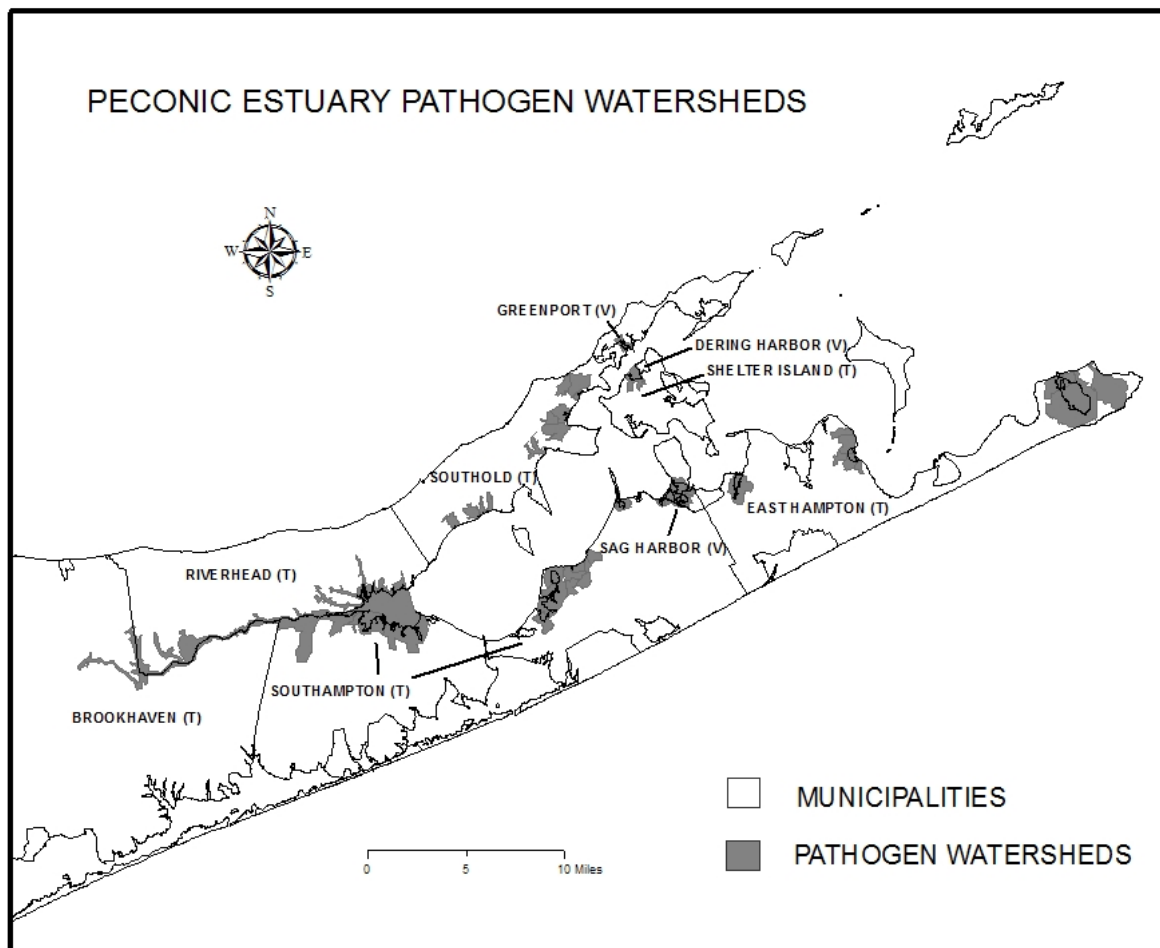 PECONIC ESTUARY PATHOGEN WATERSHEDS
N
W E
S
GREENPORT (V)
DERING HARBOR (V)
SHELTER ISLAND (T)
SOUTHOLD (T)
EAST HAMPTON (T)
SAG HARBOR (V)
RIVERHEAD (T)
SOUTHAMPTON (T)
BROOKHAVEN (T)
MUNICIPALITIES
PATHOGEN WATERSHEDS
0 5 10 Miles